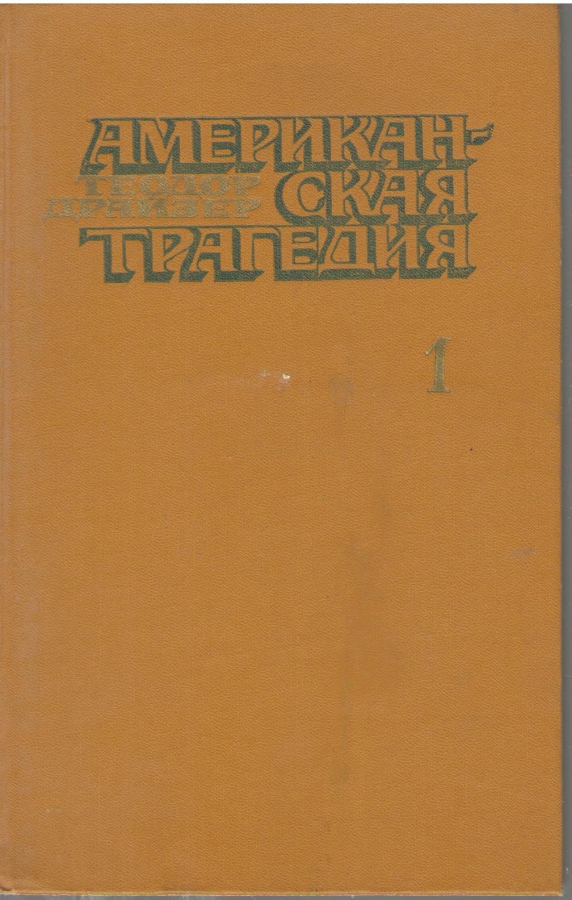 АМЕРИКАН-
ТЕОДОР
ДРАЙЗЕР
СКАЯ
ТРАГЕДИЯ
1